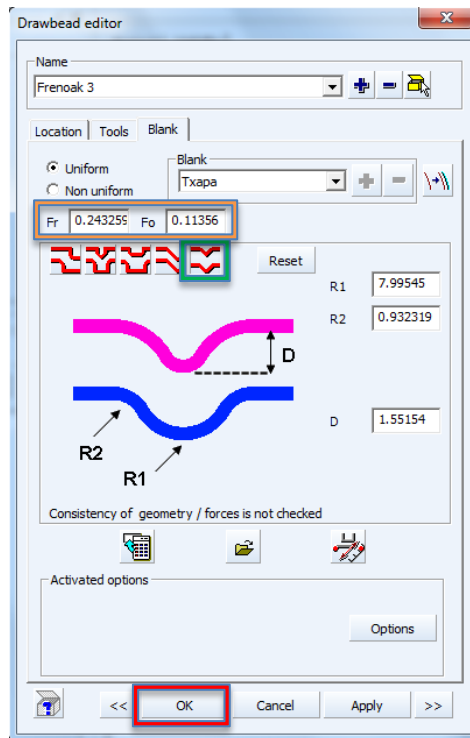 Drawbead editor
Name
Frenoak 3
Location Tools Blank
Uniform
Non uniform
Blank
Txapa
Fr 0.243259 Fo 0.11356
Reset
R1 7.99545
R2 0.932319
D
D 1.55154
R2
R1
Consistency of geometry / forces is not checked
Activated options
Options
<< OK Cancel Apply >>